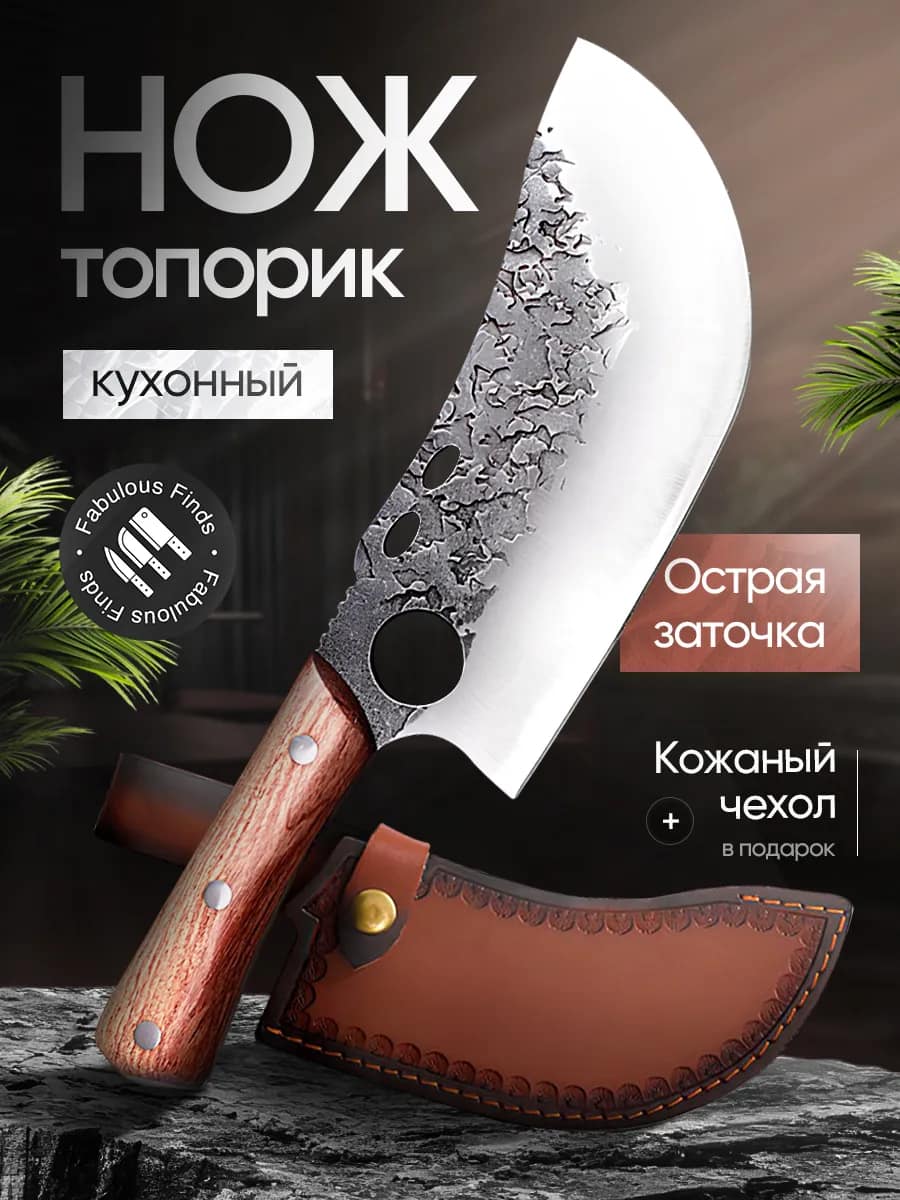 НОЖ
топорик
кухонный
Fabulous Finds · Fabulous Finds ·
Острая
заточка
Кожаный
чехол
+
в подарок